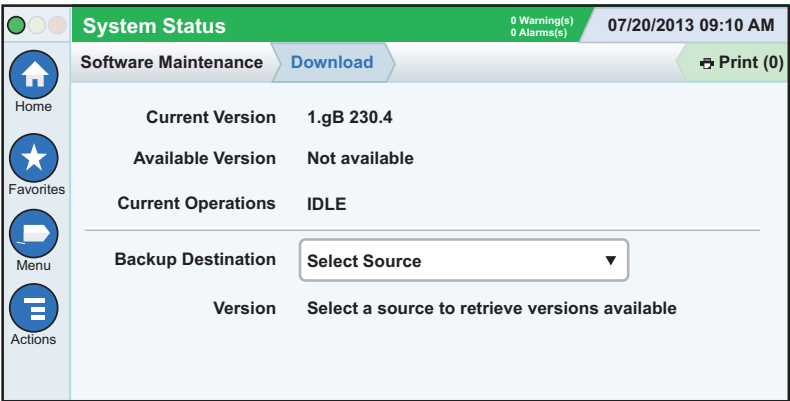 System Status
0 Warning(s)
0 Alarms(s)
07/20/2013 09:10 AM
Software Maintenance
Download
Print (0)
Home
Favorites
Menu
Actions
Current Version 1.gB 230.4
Available Version Not available
Current Operations IDLE
Backup Destination Select Source
Version Select a source to retrieve versions available